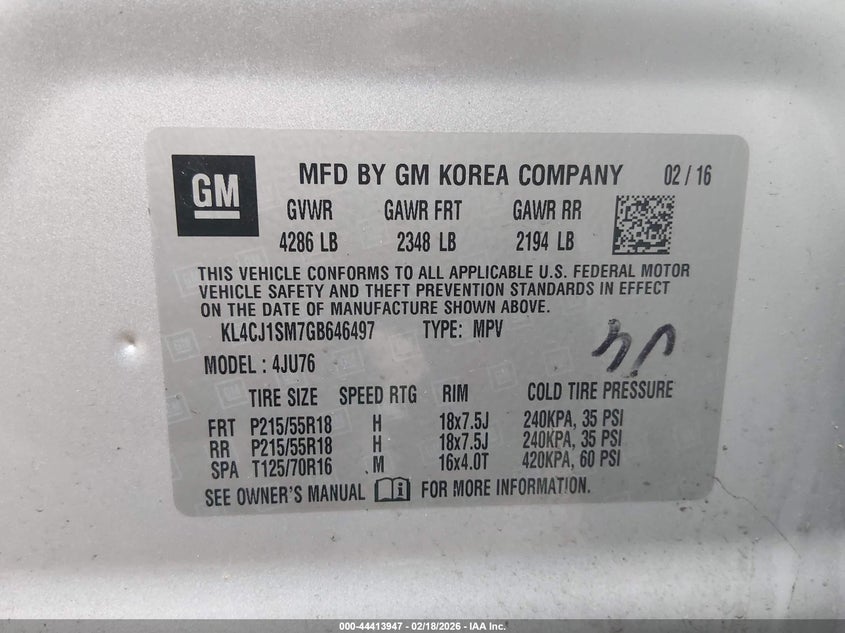 GM
MFD BY GM KOREA COMPANY 02 / 16
GVWR GAWR FRT GAWR RR
4286 LB 2348 LB 2194 LB
THIS VEHICLE CONFORMS TO ALL APPLICABLE U.S. FEDERAL MOTOR
VEHICLE SAFETY AND THEFT PREVENTION STANDARDS IN EFFECT
ON THE DATE OF MANUFACTURE SHOWN ABOVE.
KL4CJ1SM7GB646497 TYPE: MPV
MODEL : 4JU76
TIRE SIZE SPEED RTG RIM COLD TIRE PRESSURE
FRT P215/55R18 H 18x7.5J 240KPA, 35 PSI
RR P215/55R18 H 18x7.5J 240KPA, 35 PSI
SPA T125/70R16 M 16x4.0T 420KPA, 60 PSI
SEE OWNER'S MANUAL FOR MORE INFORMATION.
000-44413947 - 02/18/2026 - IAA Inc.